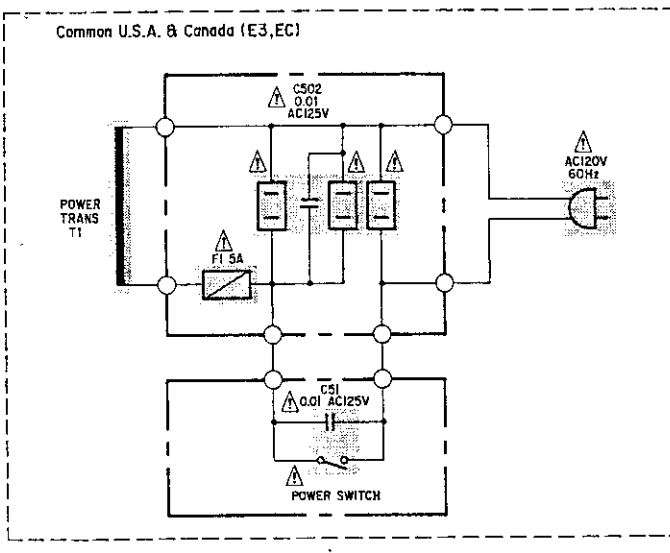 Common U.S.A. & Canada (E3,EC)
C502
0.01
AC125V
AC120V
60Hz
POWER
TRANS
T1
F1 5A
C51
0.01 AC125V
POWER SWITCH